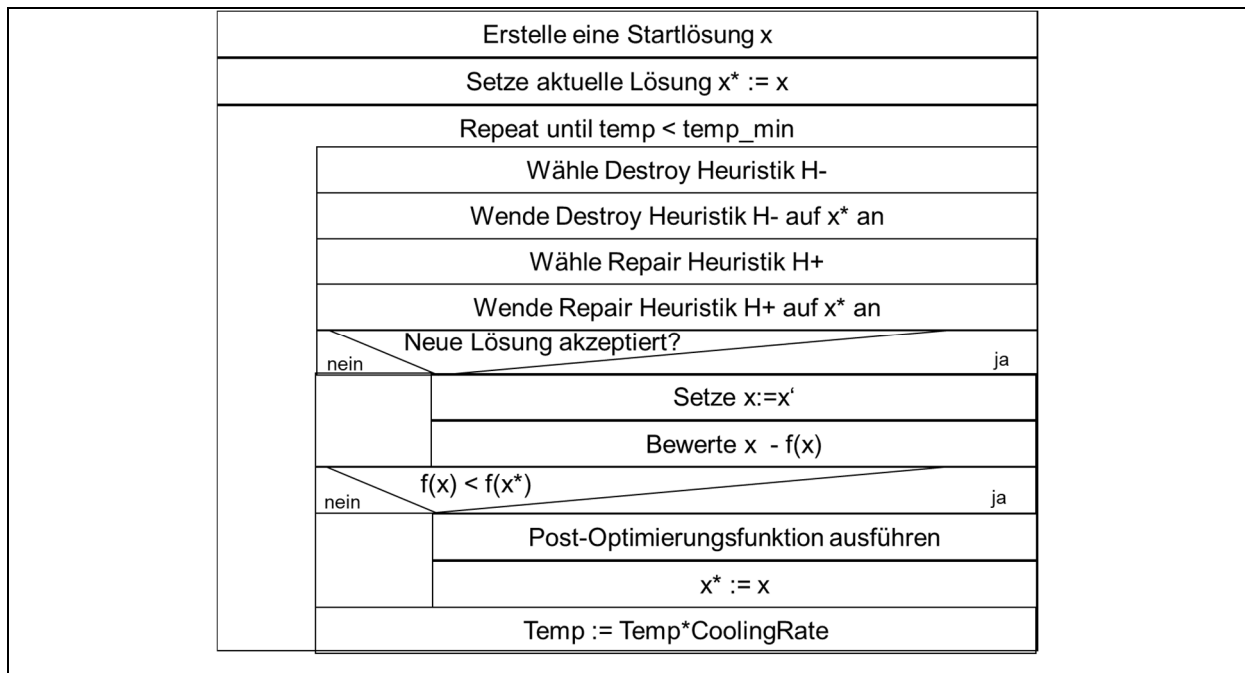 Erstelle eine Startlösung x
Setze aktuelle Lösung x* := x
Repeat until temp < temp_min
Wähle Destroy Heuristik H-
Wende Destroy Heuristik H- auf x* an
Wähle Repair Heuristik H+
Wende Repair Heuristik H+ auf x* an
Neue Lösung akzeptiert?
nein
ja
Setze x:=x‘
Bewerte x - f(x)
f(x) < f(x*)
nein
ja
Post-Optimierungsfunktion ausführen
x* := x
Temp := Temp*CoolingRate